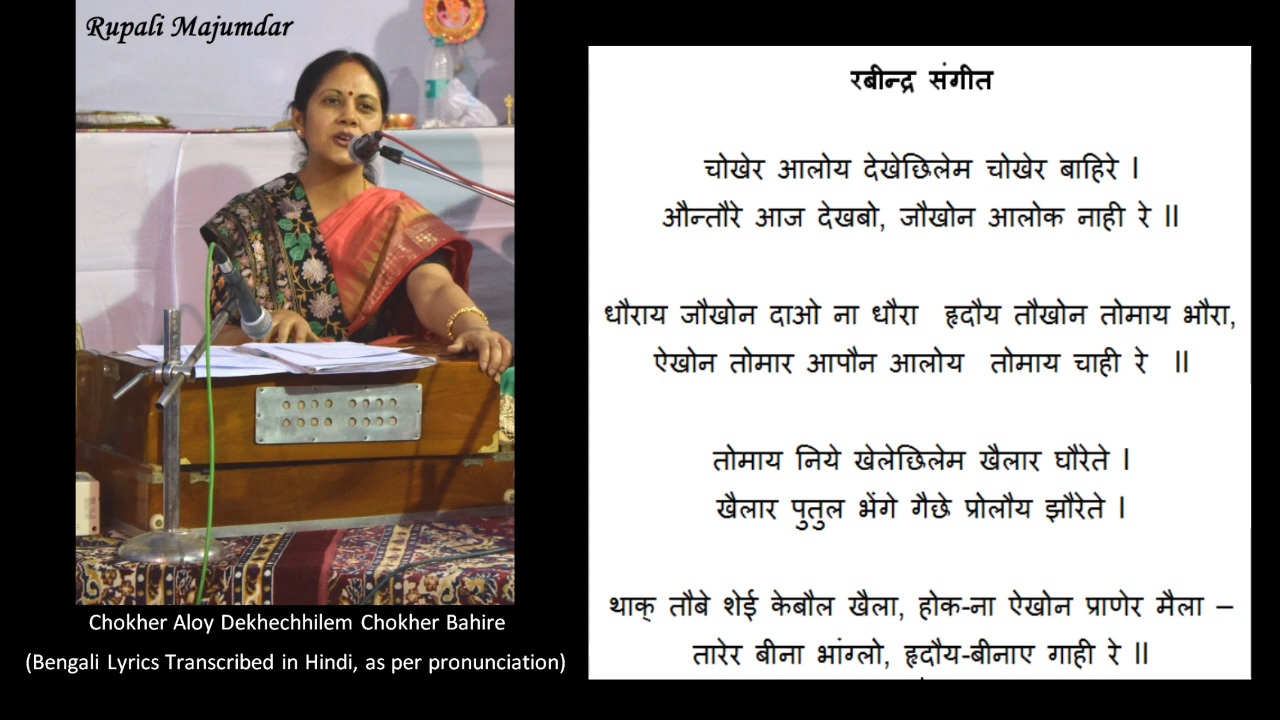 Rupali Majumdar
Chokher Aloy Dekhechhilem Chokher Bahire
(Bengali Lyrics Transcribed in Hindi, as per pronunciation)
रबीन्द्र संगीत
चोखेर आलोय देखेछिलेम चोखेर बाहिरे ।
औन्तौरे आज देखबो, जौखोन आलोक नाही रे ॥
धौराय जौखोन दाओ ना धौरा हृदौय तौखोन तोमाय भौरा,
ऐखोन तोमार आपौन आलोय तोमाय चाही रे ॥
तोमाय निये खेलेछिलेम खैलार घौरेते ।
खैलार पुतुल भेंगे गैछे प्रोलौय झौरेते ।
थाक् तौबे शेई केबौल खैला, होक-ना ऐखोन प्राणेर मैला –
तारेर बीना भांग्लो, हृदौय-बीनाए गाही रे ॥